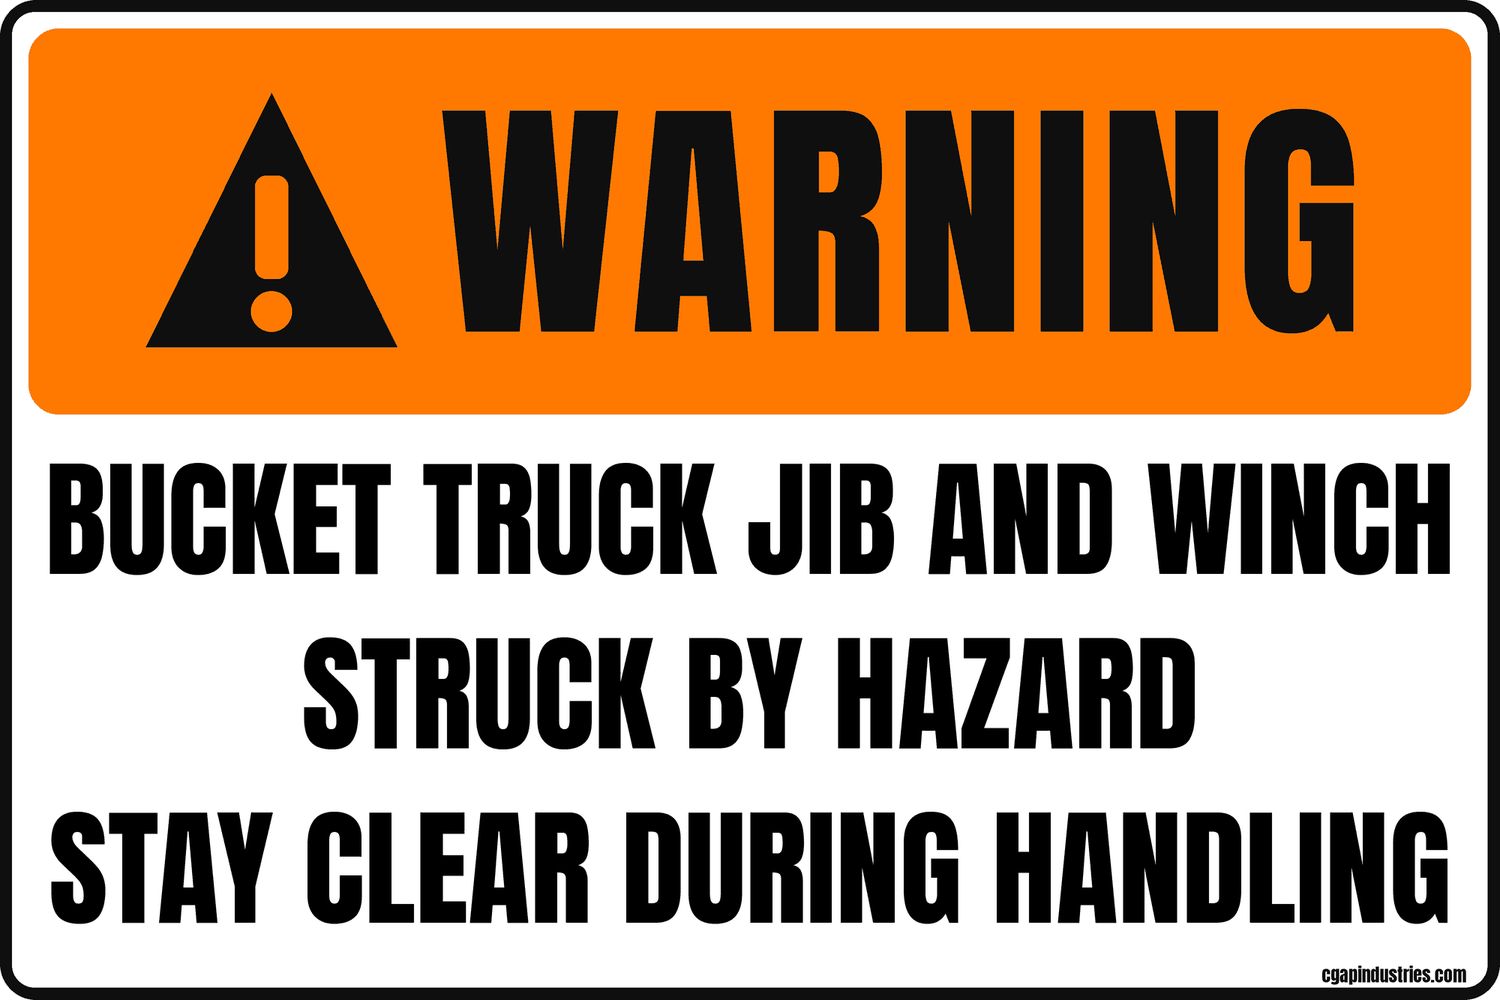 WARNING
BUCKET TRUCK JIB AND WINCH
STRUCK BY HAZARD
STAY CLEAR DURING HANDLING
cgapindustries.com